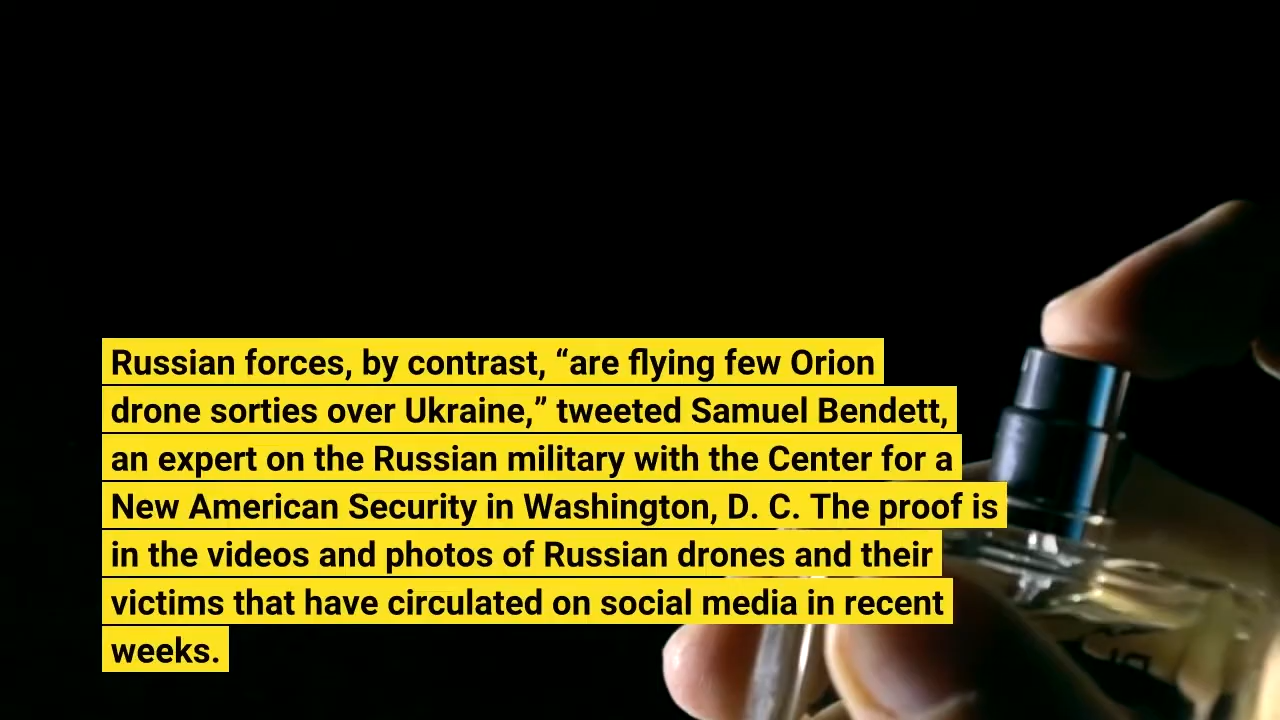 Russian forces, by contrast, “are flying few Orion
drone sorties over Ukraine,” tweeted Samuel Bendett,
an expert on the Russian military with the Center for a
New American Security in Washington, D. C. The proof is
in the videos and photos of Russian drones and their
victims that have circulated on social media in recent
weeks.